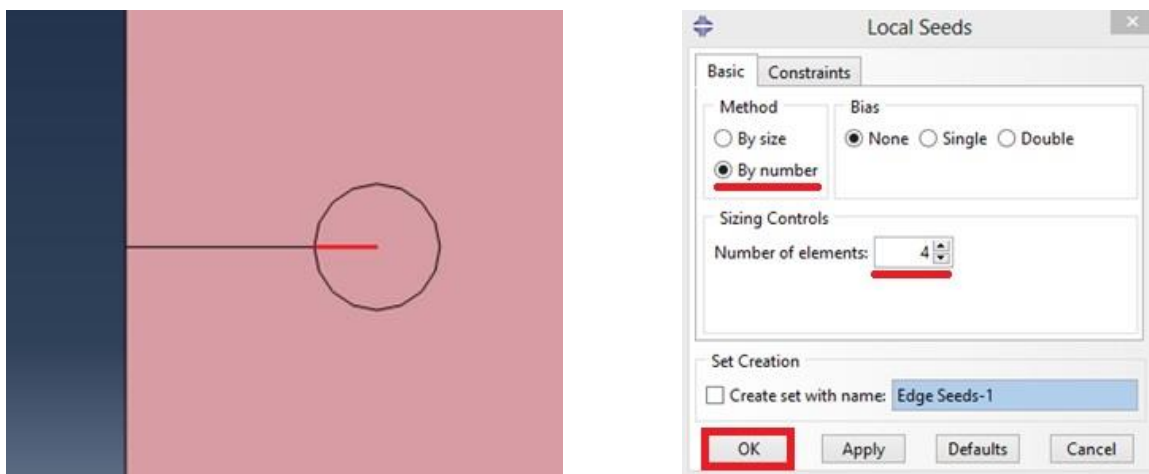 Local Seeds
Basic Constraints
Method Bias
By size None Single Double
By number
Sizing Controls
Number of elements: 4
Set Creation
Create set with name: Edge Seeds-1
OK Apply Defaults Cancel